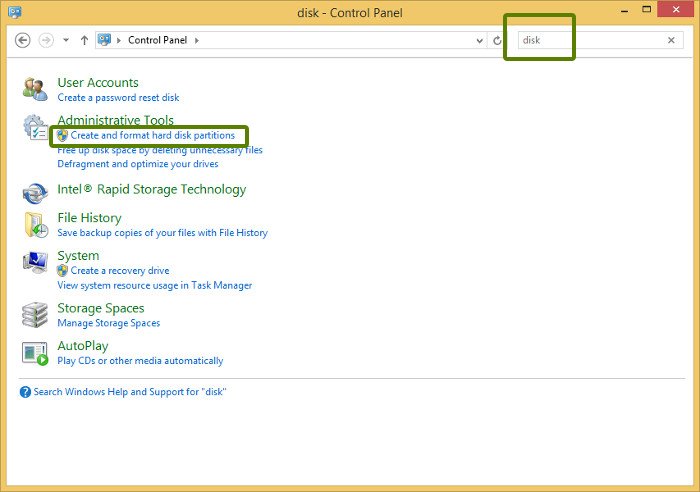 disk - Control Panel
Control Panel
disk
User Accounts
Create a password reset disk
Administrative Tools
Create and format hard disk partitions
Free up disk space by deleting unnecessary files
Defragment and optimize your drives
Intel® Rapid Storage Technology
File History
Save backup copies of your files with File History
System
Create a recovery drive
View system resource usage in Task Manager
Storage Spaces
Manage Storage Spaces
AutoPlay
Play CDs or other media automatically
Search Windows Help and Support for "disk"